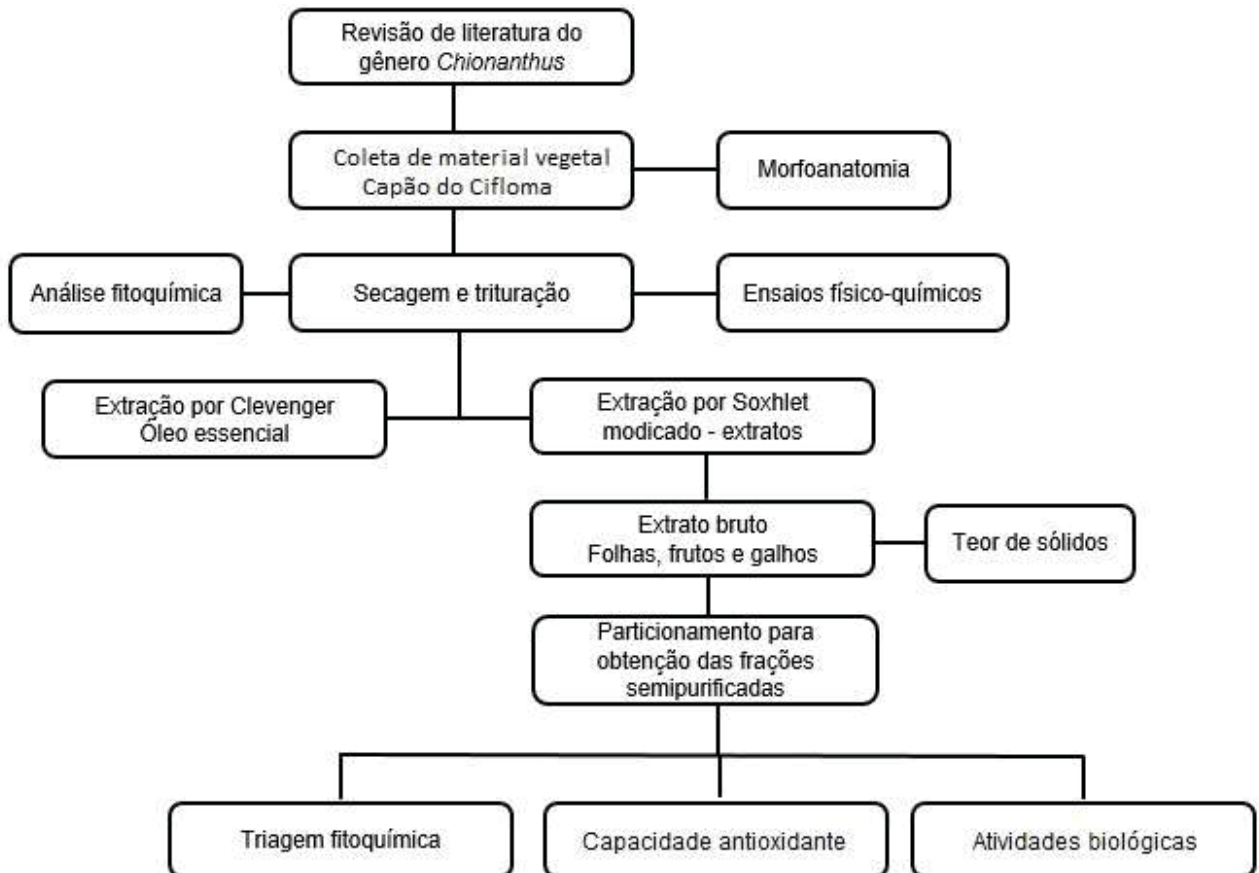 Revisão de literatura do
gênero Chionanthus
Coleta de material vegetal
Capão do Cifloma
Morfoanatomia
Análise fitoquímica
Secagem e trituração
Ensaios físico-químicos
Extração por Clevenger
Óleo essencial
Extração por Soxhlet
modicado - extratos
Extrato bruto
Folhas, frutos e galhos
Teor de sólidos
Particionamento para
obtenção das frações
semipurificadas
Triagem fitoquímica
Capacidade antioxidante
Atividades biológicas